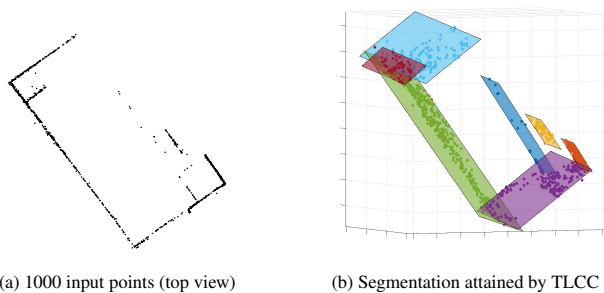 (a) 1000 input points (top view)
(b) Segmentation attained by TLCC